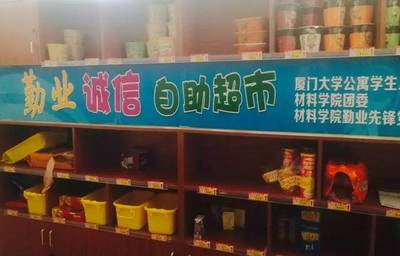 勤业 诚信 自助超市
厦门大学公寓学生
材料学院团委
材料学院勤业先锋